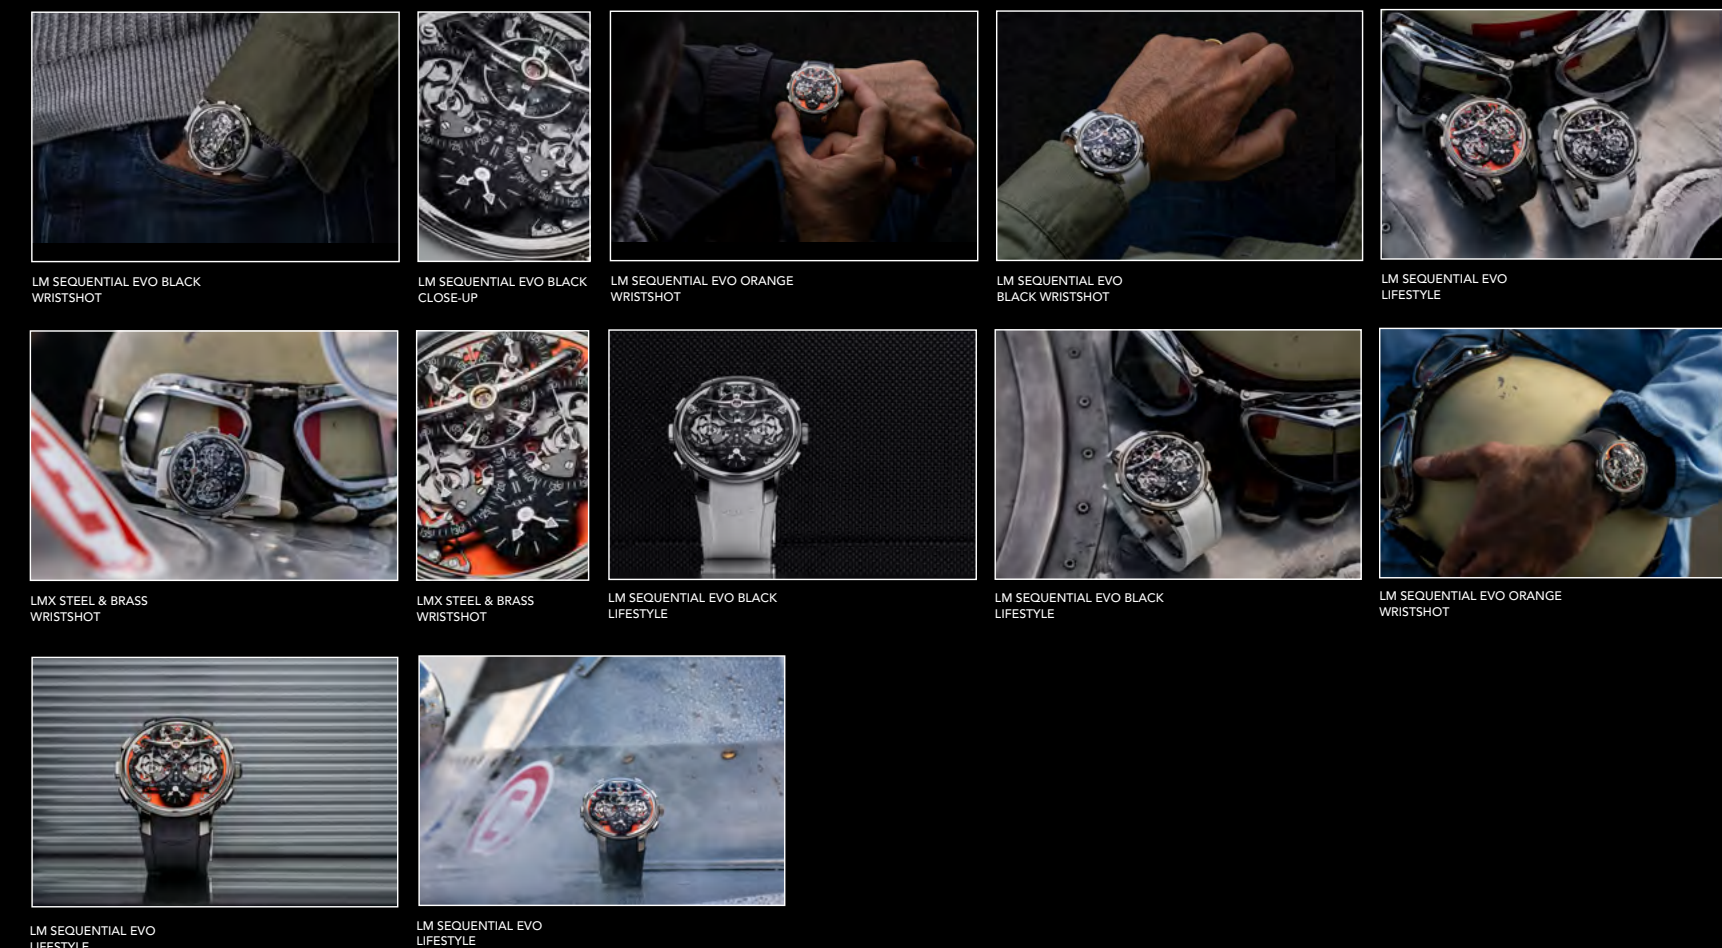 LM SEQUENTIAL EVO BLACK
WRISTSHOT
LM SEQUENTIAL EVO BLACK
CLOSE-UP
LM SEQUENTIAL EVO ORANGE
WRISTSHOT
LM SEQUENTIAL EVO
BLACK WRISTSHOT
LM SEQUENTIAL EVO
LIFESTYLE
LMX STEEL & BRASS
WRISTSHOT
LMX STEEL & BRASS
WRISTSHOT
LM SEQUENTIAL EVO BLACK
LIFESTYLE
LM SEQUENTIAL EVO BLACK
LIFESTYLE
LM SEQUENTIAL EVO ORANGE
WRISTSHOT
LM SEQUENTIAL EVO
LIFESTYLE
LM SEQUENTIAL EVO
LIFESTYLE